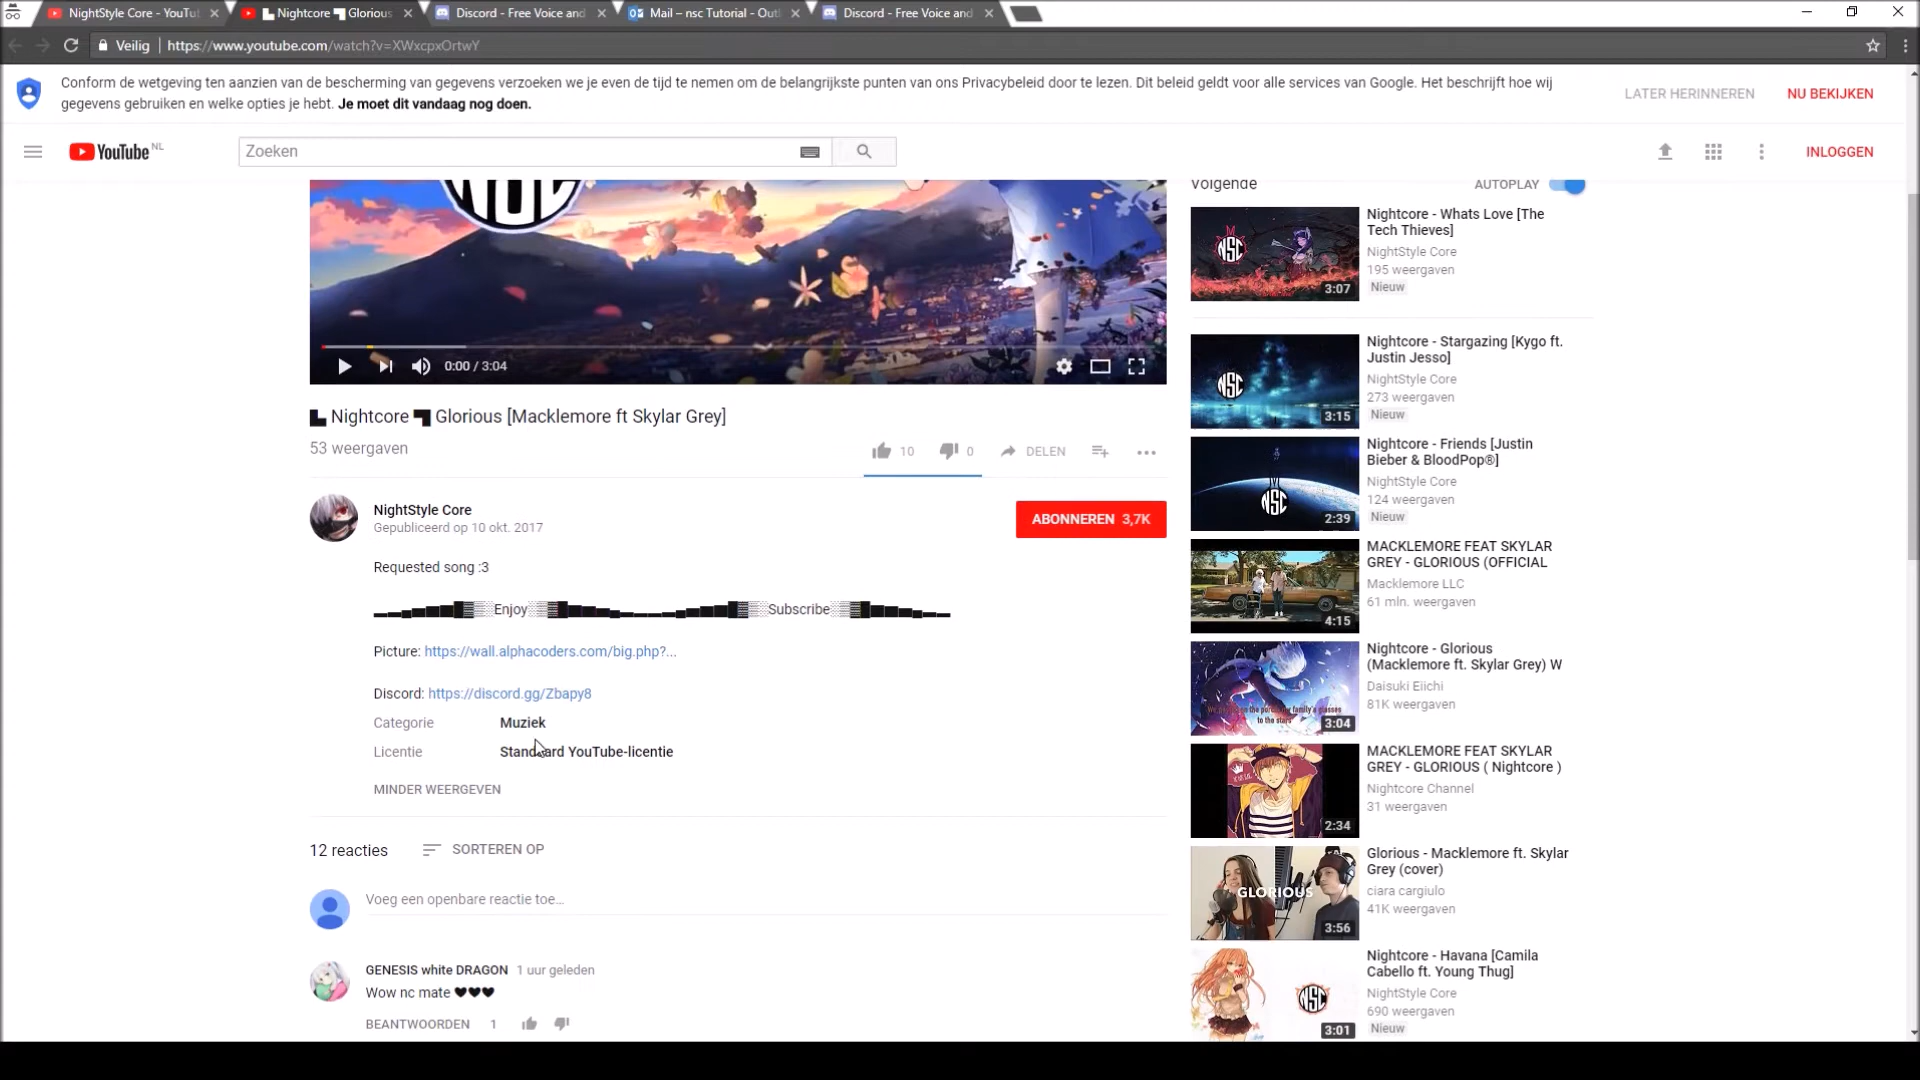 NightStyle Core - YouTu
▙ Nightcore ▜ Glorious
Discord - Free Voice and
Mail – nsc Tutorial - Outl
Discord - Free Voice and
Veilig
https://www.youtube.com/watch?v=XWxcpxOrtwY
Conform de wetgeving ten aanzien van de bescherming van gegevens verzoeken we je even de tijd te nemen om de belangrijkste punten van ons Privacybeleid door te lezen. Dit beleid geldt voor alle services van Google. Het beschrijft hoe wij
gegevens gebruiken en welke opties je hebt. Je moet dit vandaag nog doen.
LATER HERINNEREN
NU BEKIJKEN
YouTube NL
Zoeken
INLOGGEN
0:00 / 3:04
▙ Nightcore ▜ Glorious [Macklemore ft Skylar Grey]
53 weergaven
10
0
DELEN
NightStyle Core
Gepubliceerd op 10 okt. 2017
ABONNEREN 3,7K
Requested song :3
▂▂▃▅▆▇█▓▒░Enjoy░▒▓█▇▆▅▃▂▂▂▂▃▅▆▇█▓▒░Subscribe░▒▓█▇▆▅▃▂▂
Picture: https://wall.alphacoders.com/big.php?...
Discord: https://discord.gg/Zbapy8
Categorie Muziek
Licentie Standaard YouTube-licentie
MINDER WEERGEVEN
12 reacties
SORTEREN OP
Voeg een openbare reactie toe...
GENESIS white DRAGON 1 uur geleden
Wow nc mate ♥♥♥
BEANTWOORDEN 1
Volgende
AUTOPLAY
NSC
3:07
Nightcore - Whats Love [The
Tech Thieves]
NightStyle Core
195 weergaven
Nieuw
NSC
3:15
Nightcore - Stargazing [Kygo ft.
Justin Jesso]
NightStyle Core
273 weergaven
Nieuw
NSC
2:39
Nightcore - Friends [Justin
Bieber & BloodPop®]
NightStyle Core
124 weergaven
Nieuw
4:15
MACKLEMORE FEAT SKYLAR
GREY - GLORIOUS (OFFICIAL
Macklemore LLC
61 mln. weergaven
to the stars
3:04
Nightcore - Glorious
(Macklemore ft. Skylar Grey) W
Daisuki Eiichi
81K weergaven
2:34
MACKLEMORE FEAT SKYLAR
GREY - GLORIOUS ( Nightcore )
Nightcore Channel
31 weergaven
GLORIOUS
3:56
Glorious - Macklemore ft. Skylar
Grey (cover)
ciara cargiulo
41K weergaven
NSC
3:01
Nightcore - Havana [Camila
Cabello ft. Young Thug]
NightStyle Core
690 weergaven
Nieuw